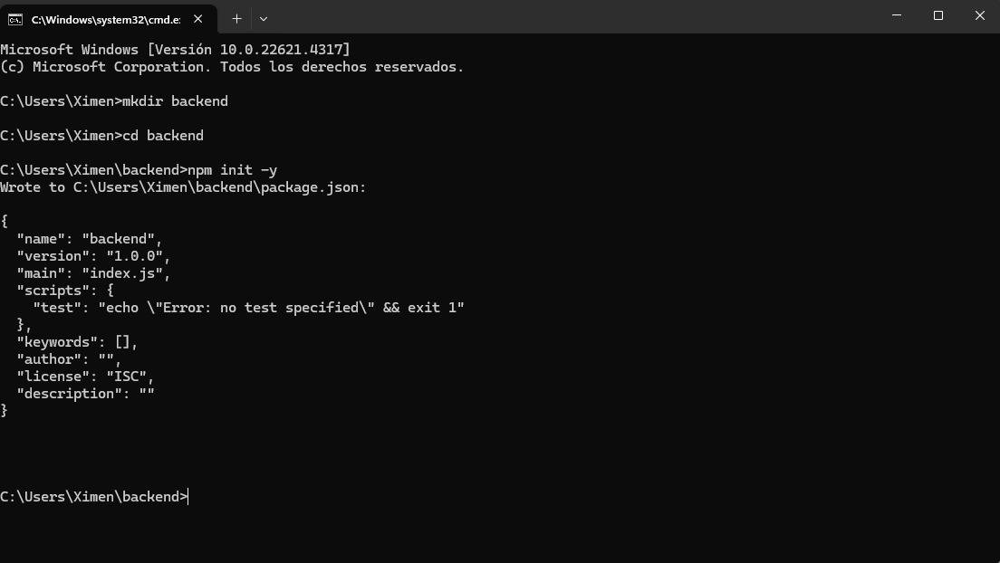 C:\Windows\system32\cmd.e:
Microsoft Windows [Versión 10.0.22621.4317]
(c) Microsoft Corporation. Todos los derechos reservados.
C:\Users\Ximen>mkdir backend
C:\Users\Ximen>cd backend
C:\Users\Ximen\backend>npm init -y
Wrote to C:\Users\Ximen\backend\package.json:
{
  "name": "backend",
  "version": "1.0.0",
  "main": "index.js",
  "scripts": {
    "test": "echo \"Error: no test specified\" && exit 1"
  },
  "keywords": [],
  "author": "",
  "license": "ISC",
  "description": ""
}
C:\Users\Ximen\backend>